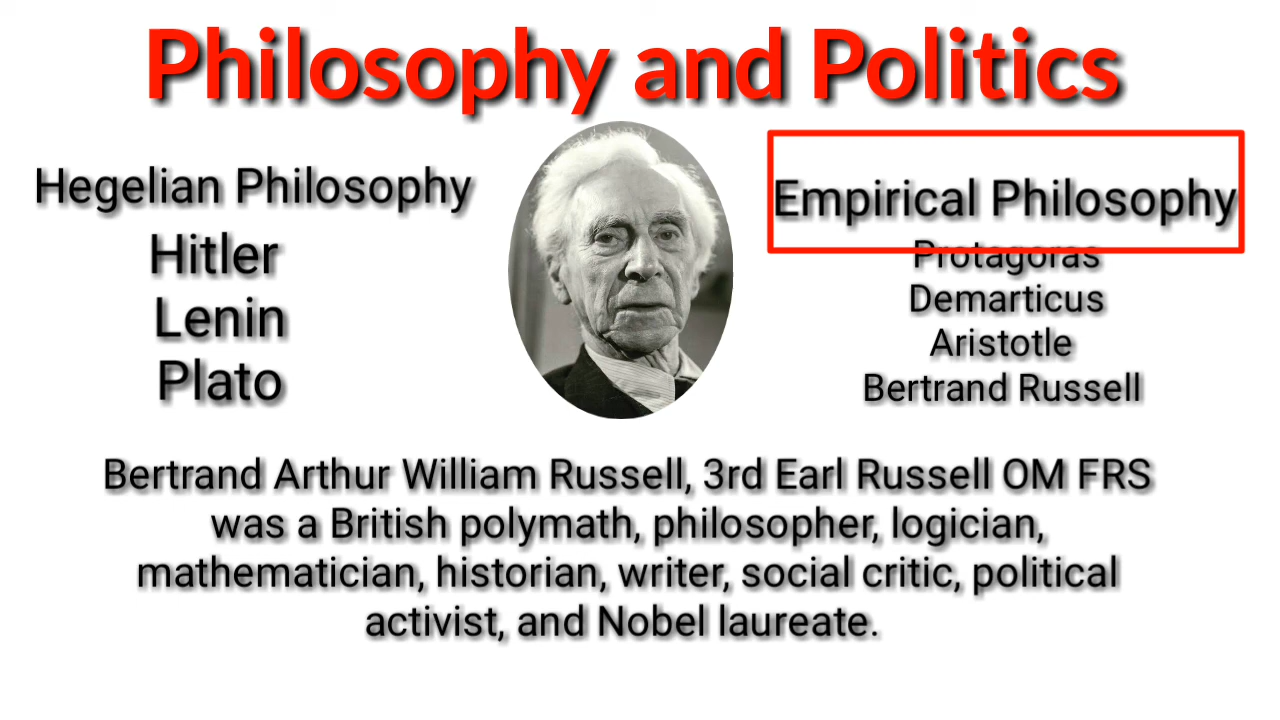 Philosophy and Politics
Hegelian Philosophy
Hitler
Lenin
Plato
Empirical Philosophy
Protagoras
Demarticus
Aristotle
Bertrand Russell
Bertrand Arthur William Russell, 3rd Earl Russell OM FRS
was a British polymath, philosopher, logician,
mathematician, historian, writer, social critic, political
activist, and Nobel laureate.